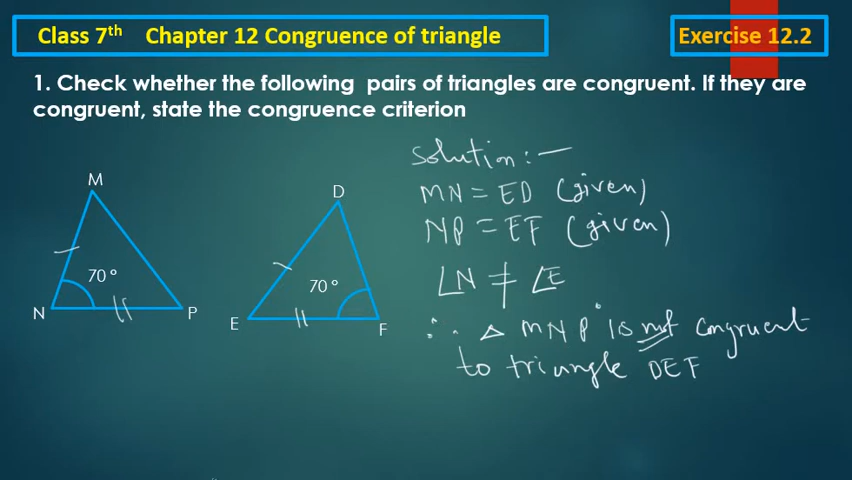 Class 7th Chapter 12 Congruence of triangle
Exercise 12.2
1. Check whether the following pairs of triangles are congruent. If they are
congruent, state the congruence criterion
Solution:—
MN = ED (given)
NP = EF (given)
∠N ≠ ∠E
∴ △ MNP is not congruent
to triangle DEF
M
70°
N
P
D
70°
E
F